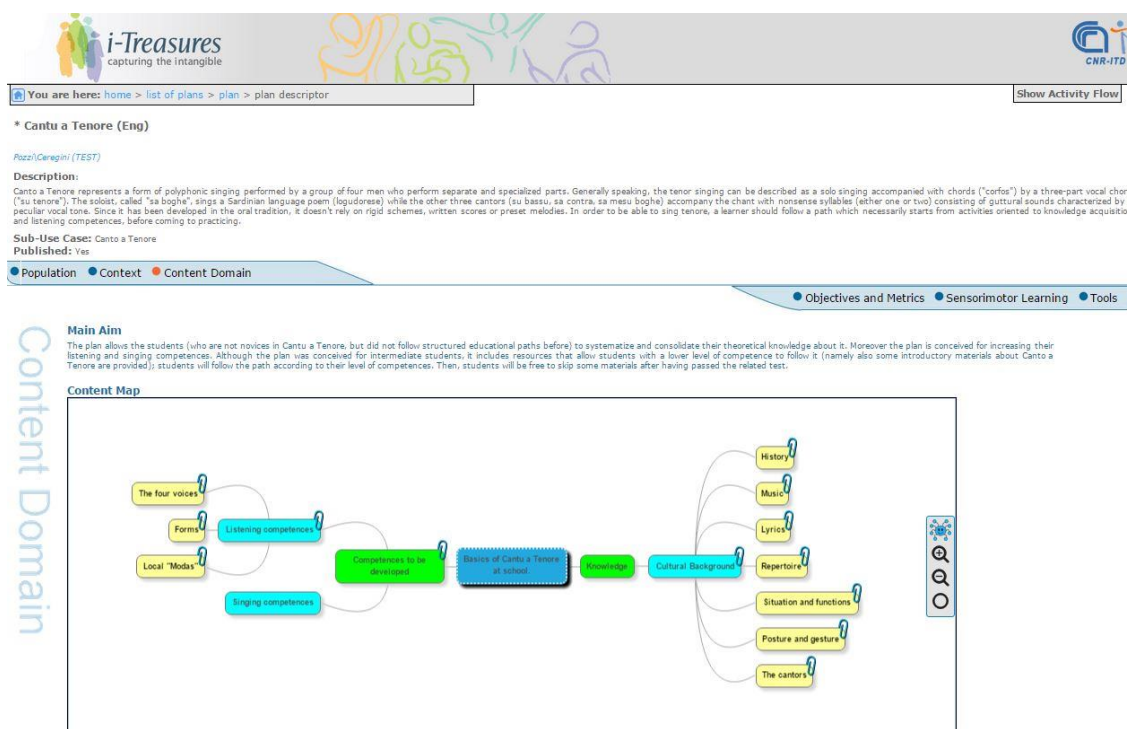 i-Treasures
capturing the intangible
CNR-ITD
You are here: home > list of plans > plan > plan descriptor
Show Activity Flow
* Cantu a Tenore (Eng)
Pozzi\Ceregini (TEST)
Description:
Canto a Tenore represents a form of polyphonic singing performed by a group of four men who perform separate and specialized parts. Generally speaking, the tenor singing can be described as a solo singing accompanied with chords ("corfos") by a three-part vocal chor
("su tenore"). The soloist, called "sa boghe", sings a Sardinian language poem (logudorese) while the other three cantors (su bassu, sa contra, sa mesu boghe) accompany the chant with nonsense syllables (either one or two) consisting of guttural sounds characterized by
peculiar vocal tone. Since it has been developed in the oral tradition, it doesn't rely on rigid schemes, written scores or preset melodies. In order to be able to sing tenore, a learner should follow a path which necessarily starts from activities oriented to knowledge acquisitio
and listening competences, before coming to practicing.
Sub-Use Case: Canto a Tenore
Published: Yes
Population Context Content Domain
Objectives and Metrics Sensorimotor Learning Tools
Content Domain
Main Aim
The plan allows the students (who are not novices in Cantu a Tenore, but did not follow structured educational paths before) to systematize and consolidate their theoretical knowledge about it. Moreover the plan is conceived for increasing their
listening and singing competences. Although the plan was conceived for intermediate students, it includes resources that allow students with a lower level of competence to follow it (namely also some introductory materials about Canto a
Tenore are provided); students will follow the path according to their level of competences. Then, students will be free to skip some materials after having passed the related test.
Content Map
The four voices
Forms
Local "Modas"
Listening competences
Singing competences
Competences to be
developed
Basics of Cantu a Tenore
at school.
Knowledge
Cultural Background
History
Music
Lyrics
Repertoire
Situation and functions
Posture and gesture
The cantors